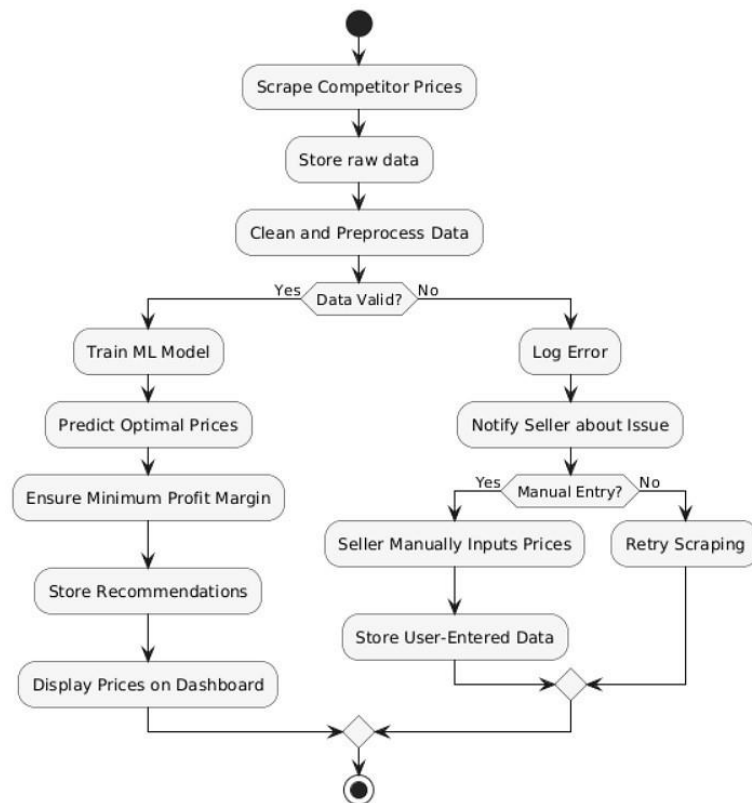 Scrape Competitor Prices
Store raw data
Clean and Preprocess Data
Yes
Data Valid?
No
Train ML Model
Log Error
Predict Optimal Prices
Notify Seller about Issue
Ensure Minimum Profit Margin
Yes
Manual Entry?
No
Seller Manually Inputs Prices
Retry Scraping
Store Recommendations
Store User-Entered Data
Display Prices on Dashboard